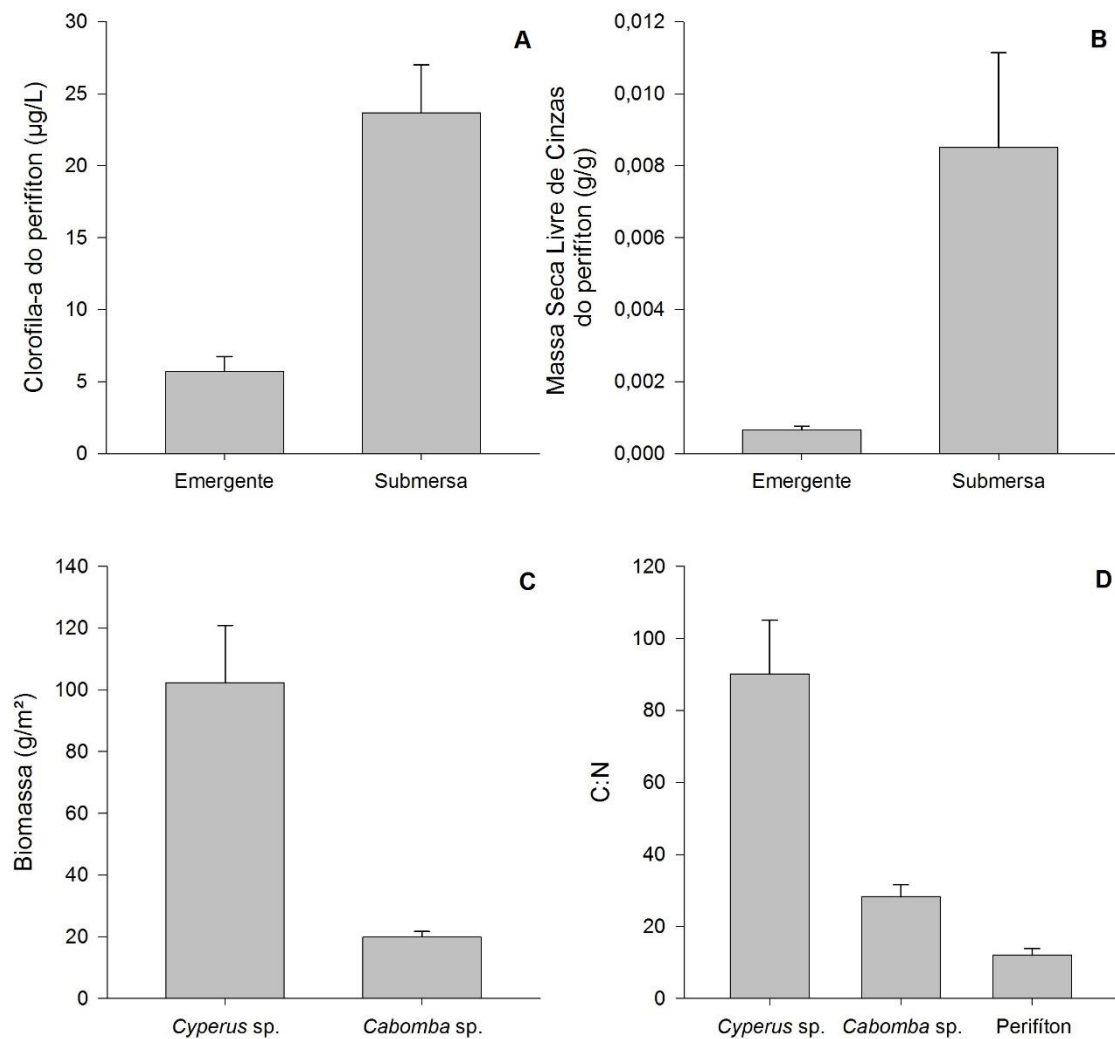 A
Clorofila-a do perifíton (µg/L)
30
25
20
15
10
5
0
Emergente
Submersa
B
Massa Seca Livre de Cinzas
do perifíton (g/g)
0,012
0,010
0,008
0,006
0,004
0,002
0,000
Emergente
Submersa
C
Biomassa (g/m²)
140
120
100
80
60
40
20
0
Cyperus sp.
Cabomba sp.
D
C:N
120
100
80
60
40
20
0
Cyperus sp.
Cabomba sp.
Perifíton